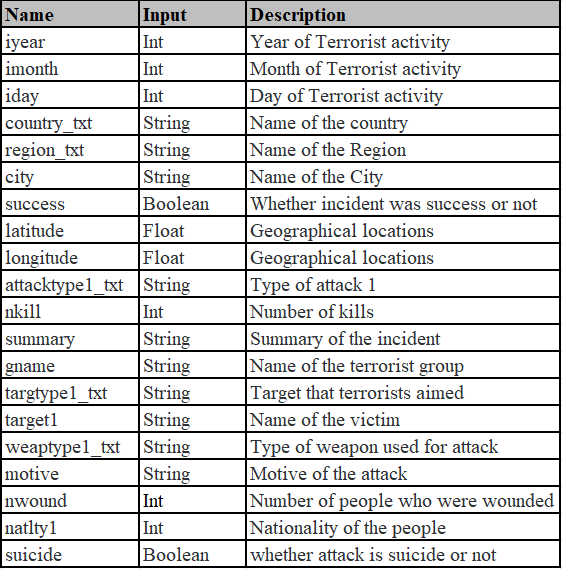 Name Input Description
iyear Int Year of Terrorist activity
imonth Int Month of Terrorist activity
iday Int Day of Terrorist activity
country_txt String Name of the country
region_txt String Name of the Region
city String Name of the City
success Boolean Whether incident was success or not
latitude Float Geographical locations
longitude Float Geographical locations
attacktype1_txt String Type of attack 1
nkill Int Number of kills
summary String Summary of the incident
gname String Name of the terrorist group
targtype1_txt String Target that terrorists aimed
target1 String Name of the victim
weaptype1_txt String Type of weapon used for attack
motive String Motive of the attack
nwound Int Number of people who were wounded
natlty1 Int Nationality of the people
suicide Boolean whether attack is suicide or not